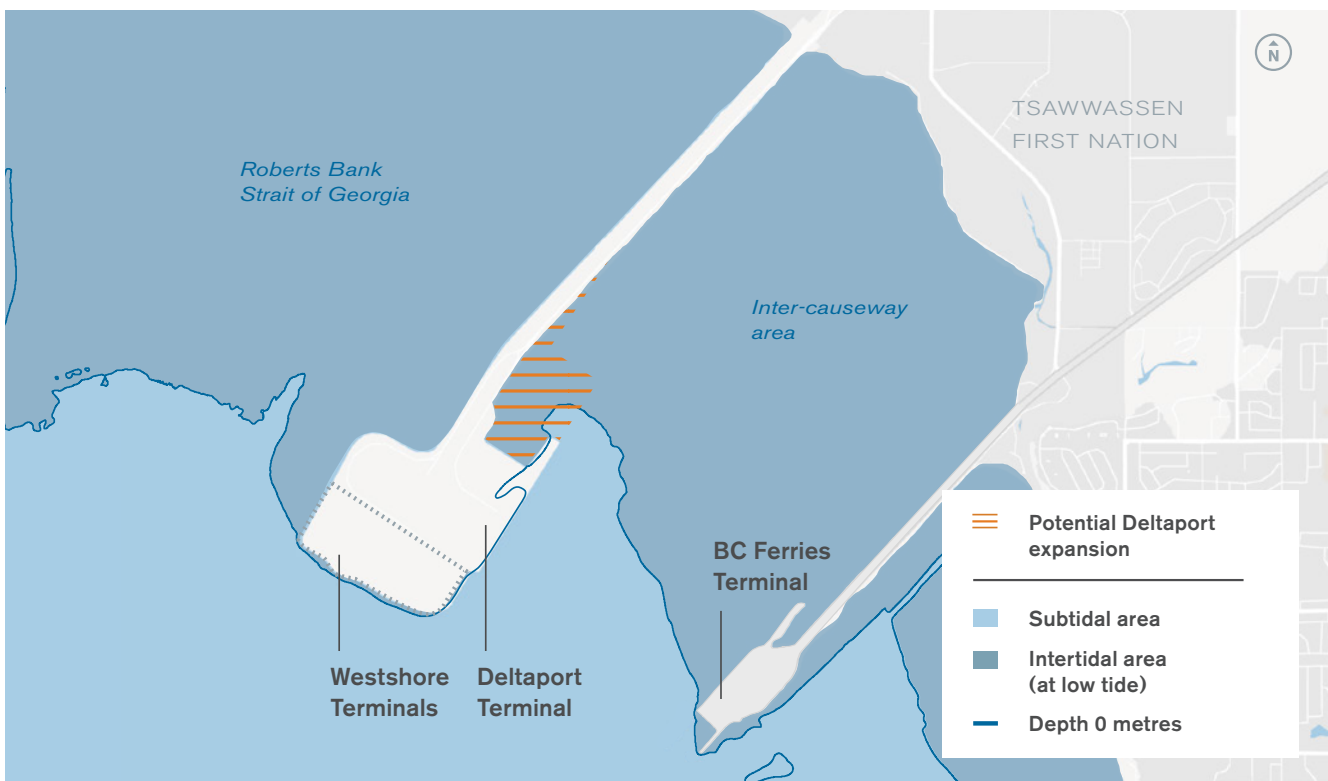 N
TSAWWASSEN
FIRST NATION
Roberts Bank
Strait of Georgia
Inter-causeway
area
BC Ferries
Terminal
Westshore
Terminals
Deltaport
Terminal
Potential Deltaport
expansion
Subtidal area
Intertidal area
(at low tide)
Depth 0 metres